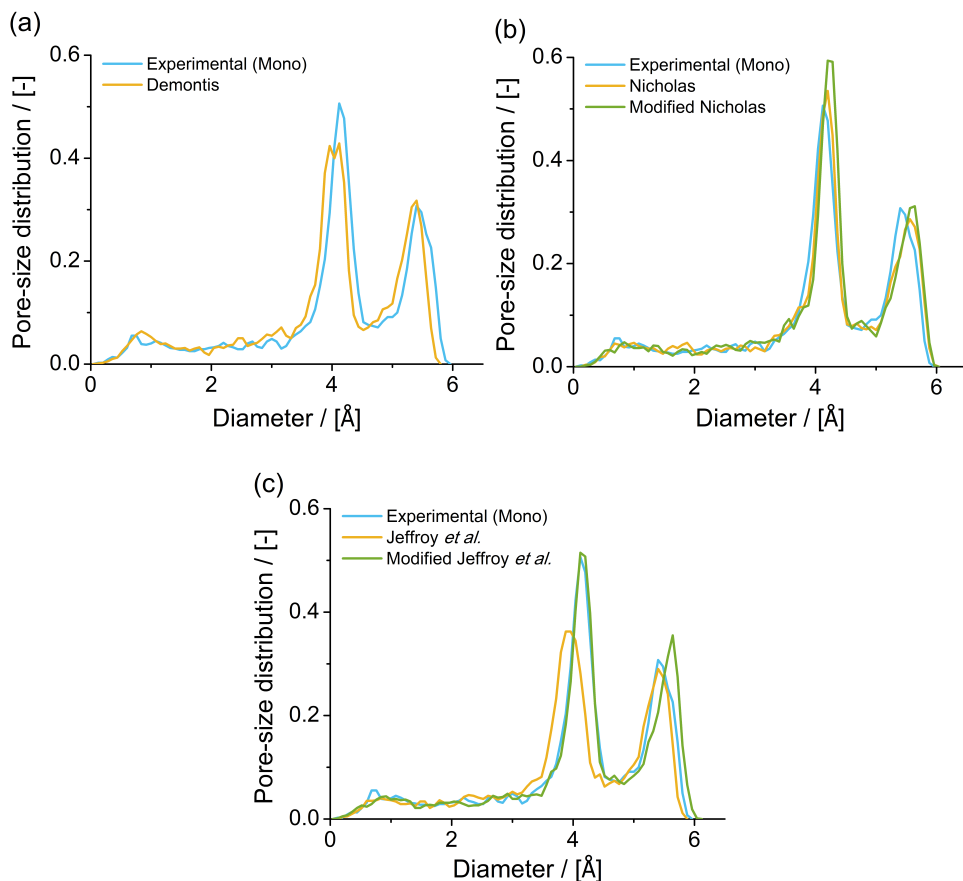 (a)
0.6
Experimental (Mono)
Demontis
0.4
0.2
0.0
Pore-size distribution / [-]
0
2
4
6
Diameter / [Å]
(b)
0.6
Experimental (Mono)
Nicholas
Modified Nicholas
0.4
0.2
0.0
Pore-size distribution / [-]
0
2
4
6
Diameter / [Å]
(c)
0.6
Experimental (Mono)
Jeffroy et al.
Modified Jeffroy et al.
0.4
0.2
0.0
Pore-size distribution / [-]
0
2
4
6
Diameter / [Å]